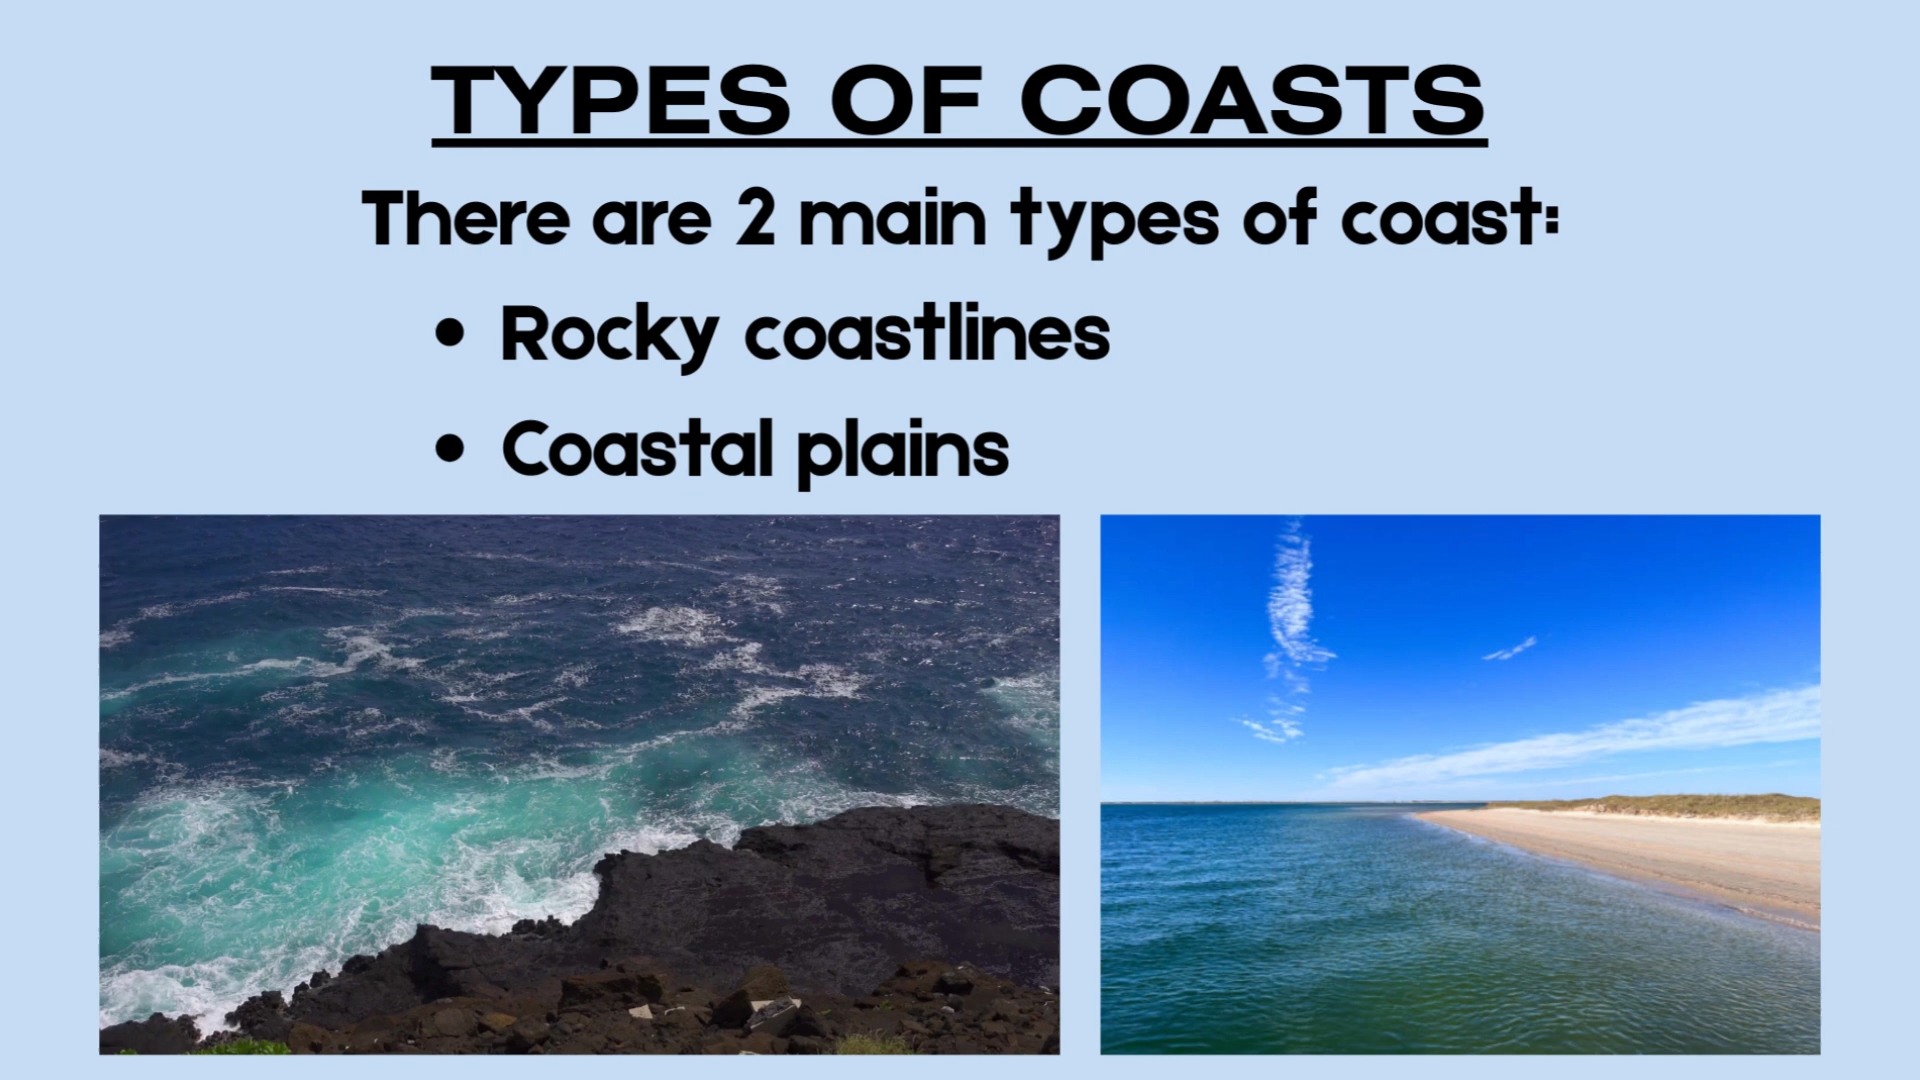 TYPES OF COASTS
There are 2 main types of coast:
• Rocky coastlines
• Coastal plains